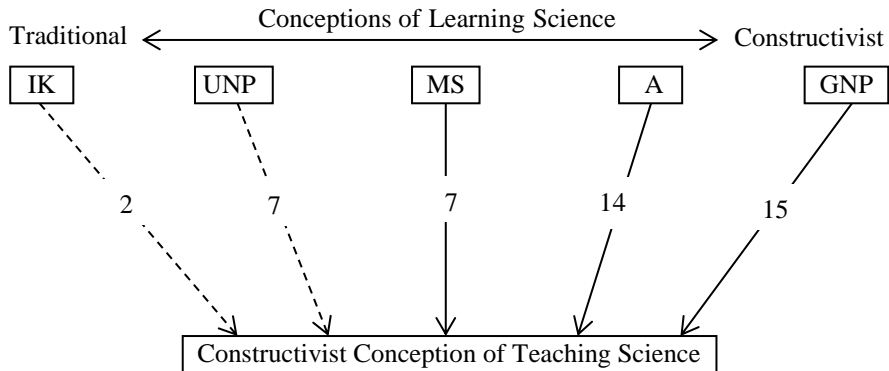 Conceptions of Learning Science
Traditional Constructivist
IK UNP MS A GNP
2 7 7 14 15
Constructivist Conception of Teaching Science